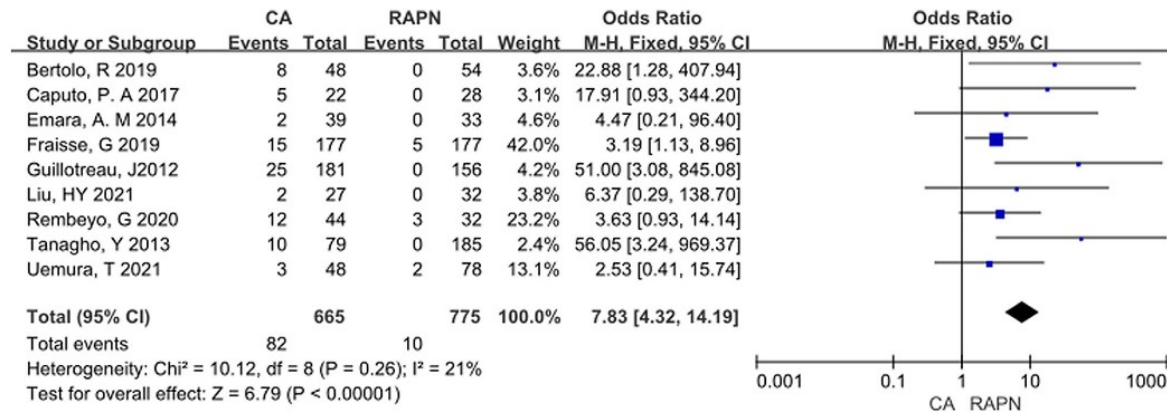 CA RAPN Odds Ratio Odds Ratio
Study or Subgroup Events Total Events Total Weight M-H, Fixed, 95% CI M-H, Fixed, 95% CI
Bertolo, R 2019 8 48 0 54 3.6% 22.88 [1.28, 407.94]
Caputo, P. A 2017 5 22 0 28 3.1% 17.91 [0.93, 344.20]
Emara, A. M 2014 2 39 0 33 4.6% 4.47 [0.21, 96.40]
Fraisse, G 2019 15 177 5 177 42.0% 3.19 [1.13, 8.96]
Guillotreau, J2012 25 181 0 156 4.2% 51.00 [3.08, 845.08]
Liu, HY 2021 2 27 0 32 3.8% 6.37 [0.29, 138.70]
Rembeyo, G 2020 12 44 3 32 23.2% 3.63 [0.93, 14.14]
Tanagho, Y 2013 10 79 0 185 2.4% 56.05 [3.24, 969.37]
Uemura, T 2021 3 48 2 78 13.1% 2.53 [0.41, 15.74]
Total (95% CI) 665 775 100.0% 7.83 [4.32, 14.19]
Total events 82 10
Heterogeneity: Chi² = 10.12, df = 8 (P = 0.26); I² = 21%
Test for overall effect: Z = 6.79 (P < 0.00001)
0.001 0.1 1 10 1000
CA RAPN